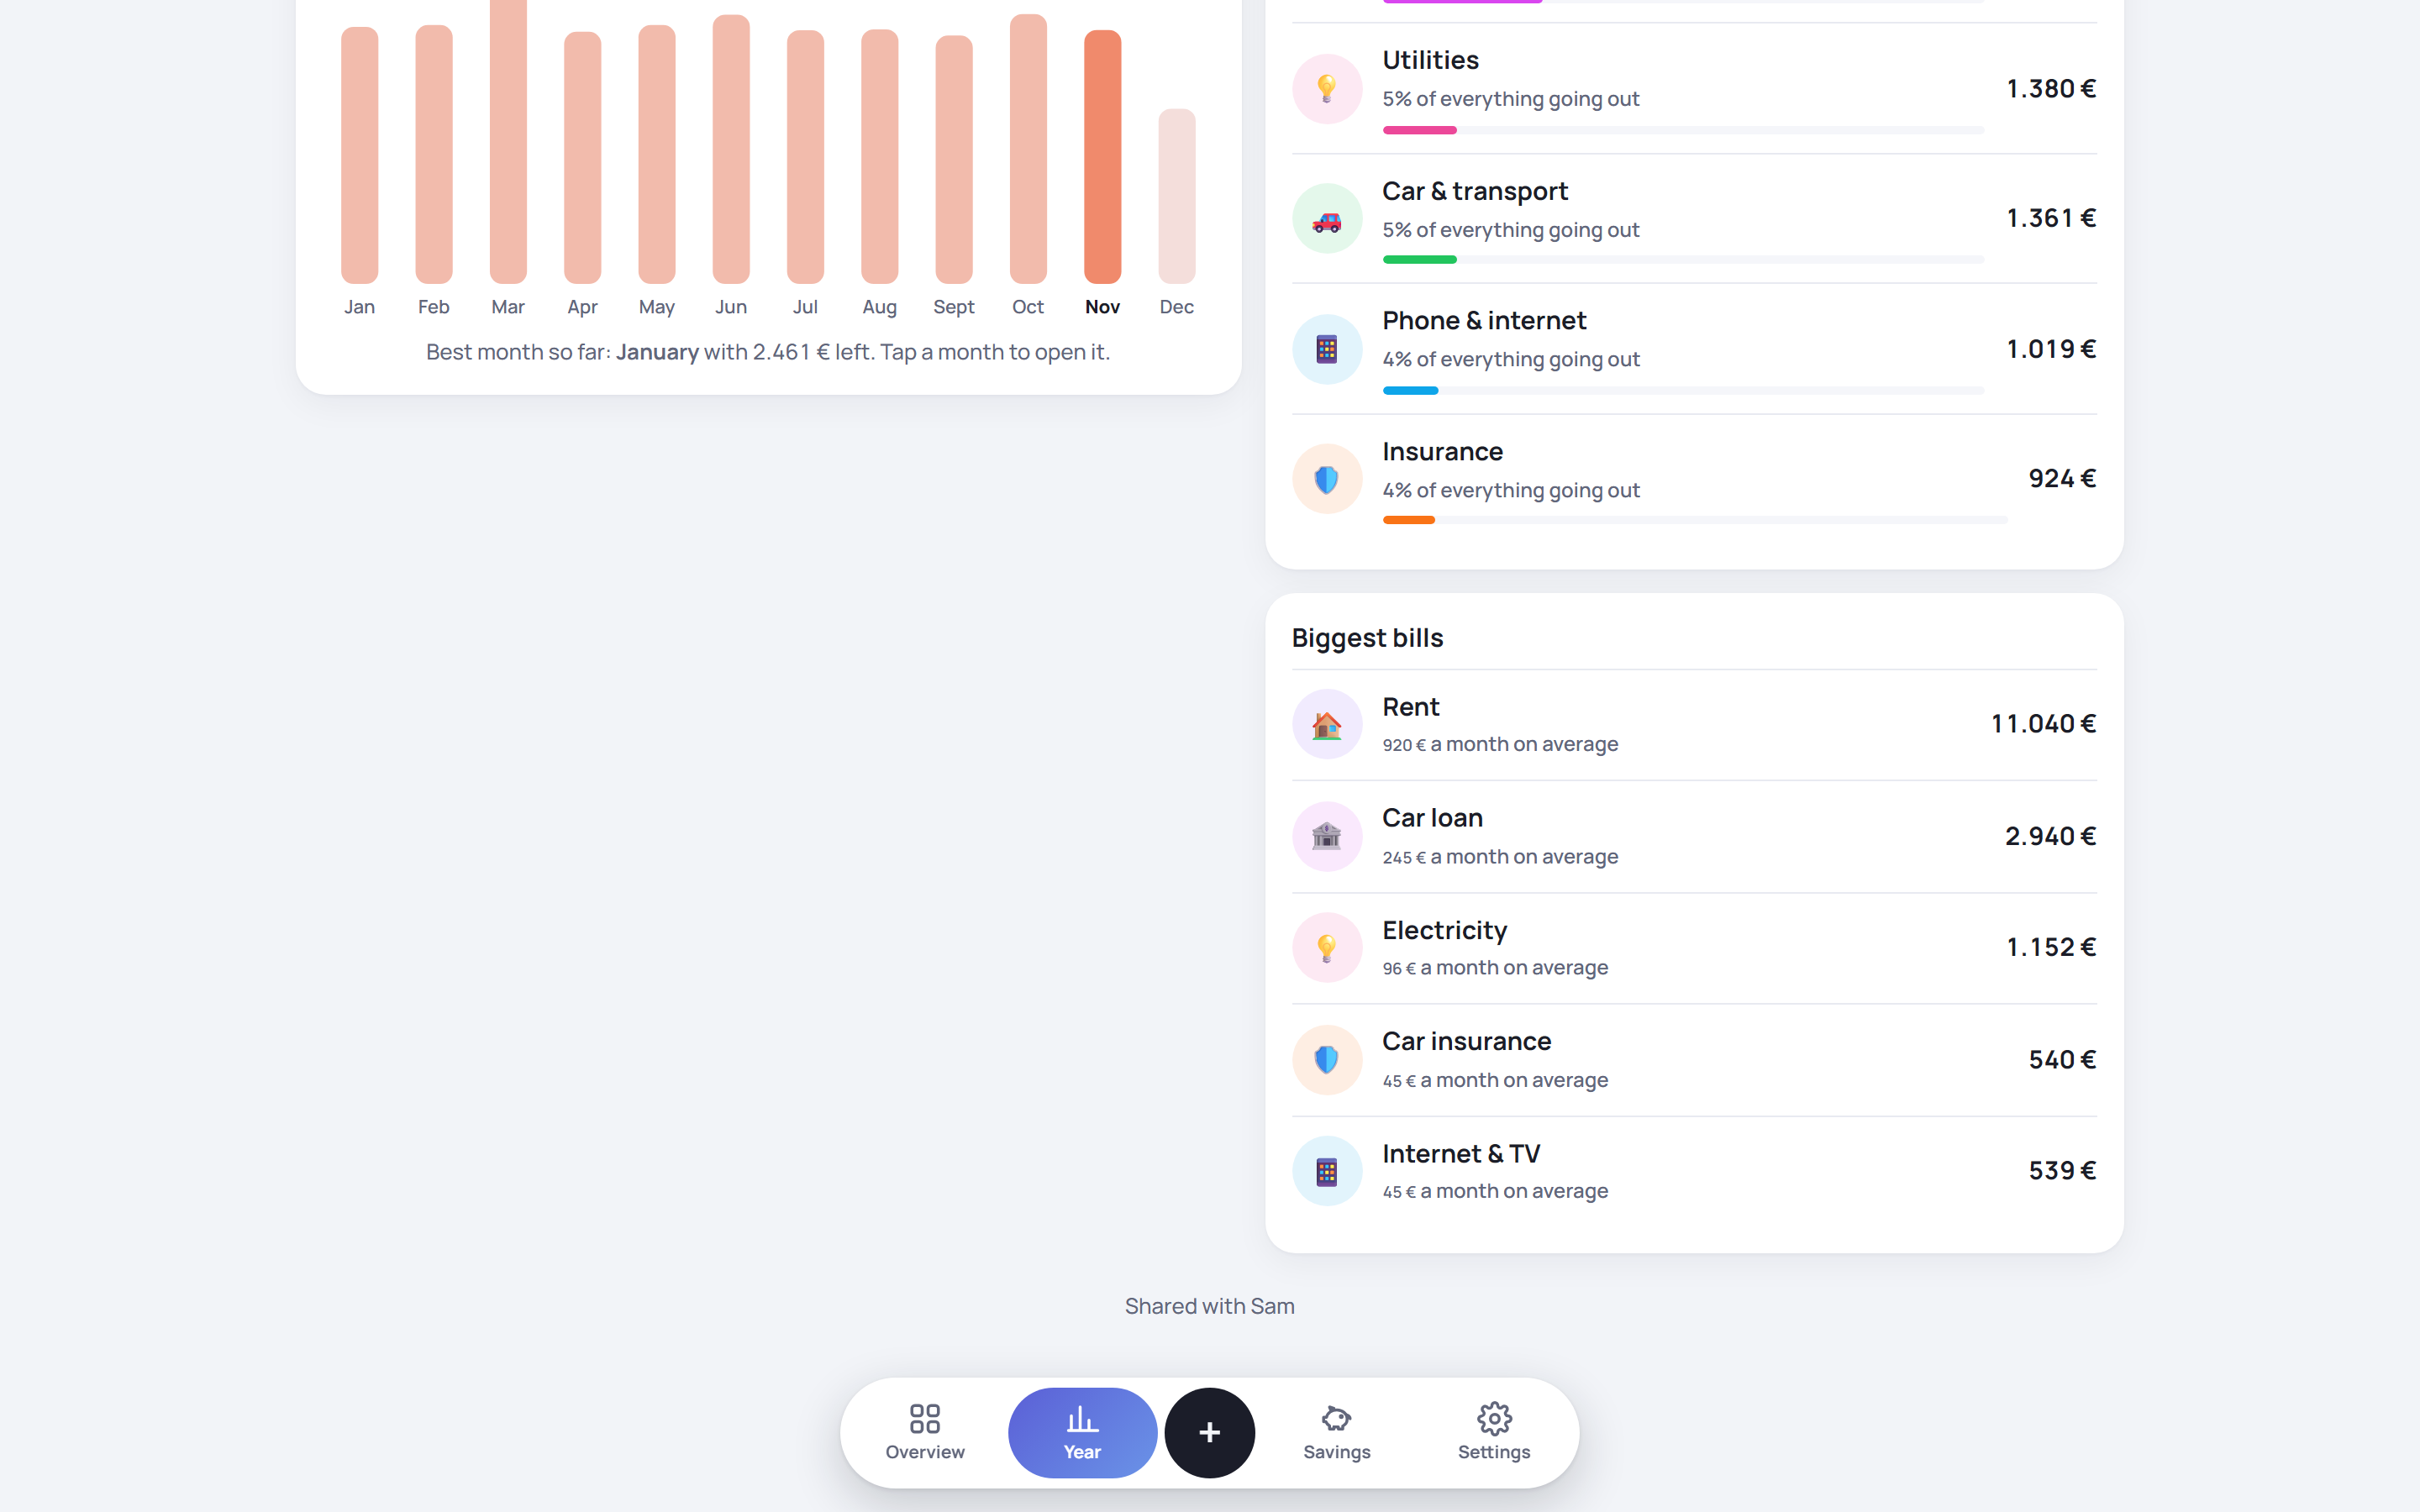 Jan Feb Mar Apr May Jun Jul Aug Sept Oct Nov Dec
Best month so far: January with 2.461 € left. Tap a month to open it.
Utilities
5% of everything going out
1.380 €
Car & transport
5% of everything going out
1.361 €
Phone & internet
4% of everything going out
1.019 €
Insurance
4% of everything going out
924 €
Biggest bills
Rent
920 € a month on average
11.040 €
Car loan
245 € a month on average
2.940 €
Electricity
96 € a month on average
1.152 €
Car insurance
45 € a month on average
540 €
Internet & TV
45 € a month on average
539 €
Shared with Sam
Overview
Year
+
Savings
Settings